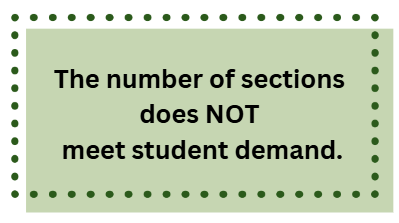 The number of sections
does NOT
meet student demand.